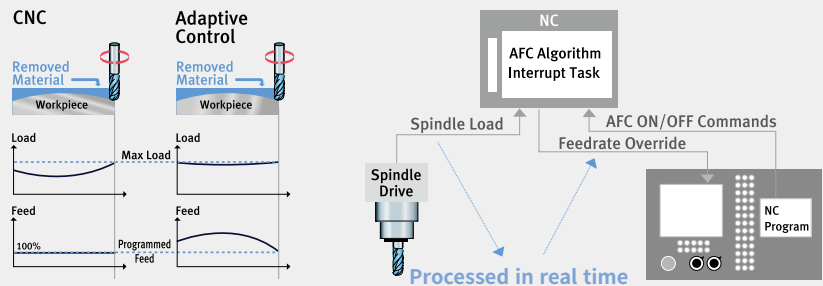 CNC
Adaptive
Control
Removed
Material
Workpiece
Removed
Material
Workpiece
Load
Max Load
Load
Feed
100%
Programmed
Feed
Feed
NC
AFC Algorithm
Interrupt Task
Spindle Load
AFC ON/OFF Commands
Feedrate Override
Spindle
Drive
NC
Program
Processed in real time